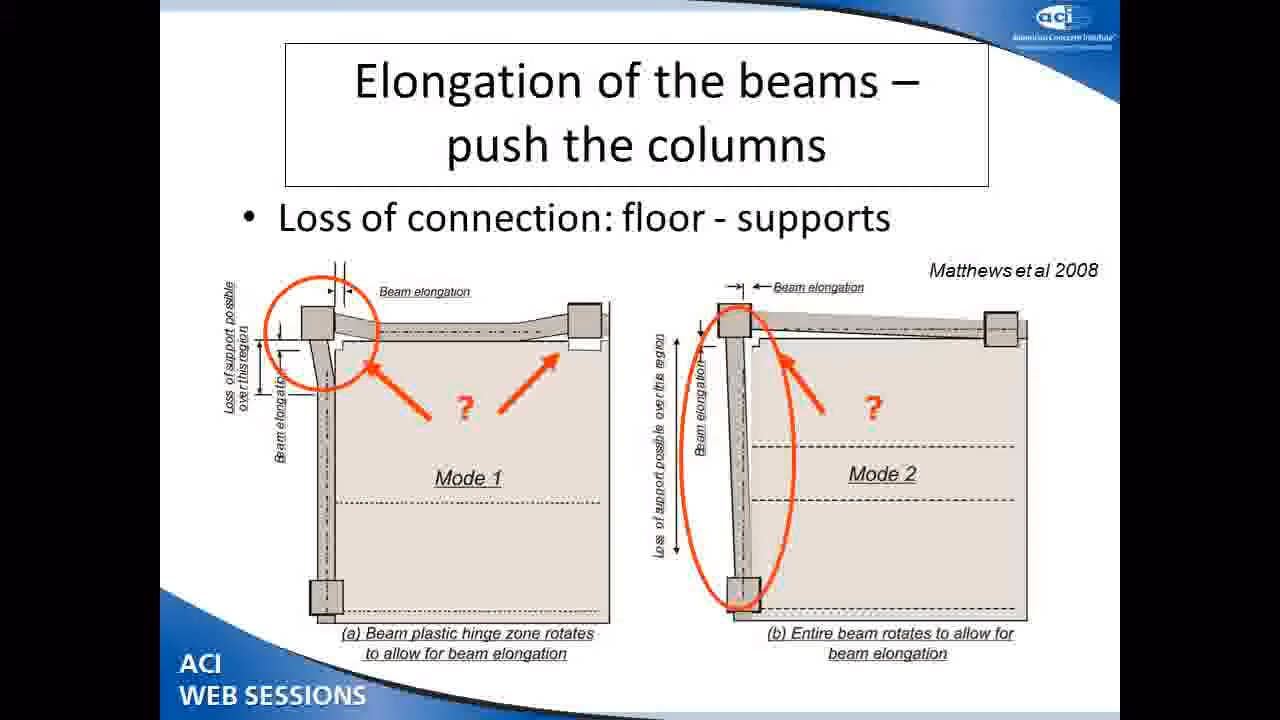 aci
American Concrete Institute
Elongation of the beams –
push the columns
• Loss of connection: floor - supports
Matthews et al 2008
Beam elongation
Loss of support possible
over this region
Beam elongation
?
Mode 1
(a) Beam plastic hinge zone rotates
to allow for beam elongation
Beam elongation
Loss of support possible over this region
Beam elongation
?
Mode 2
(b) Entire beam rotates to allow for
beam elongation
ACI
WEB SESSIONS